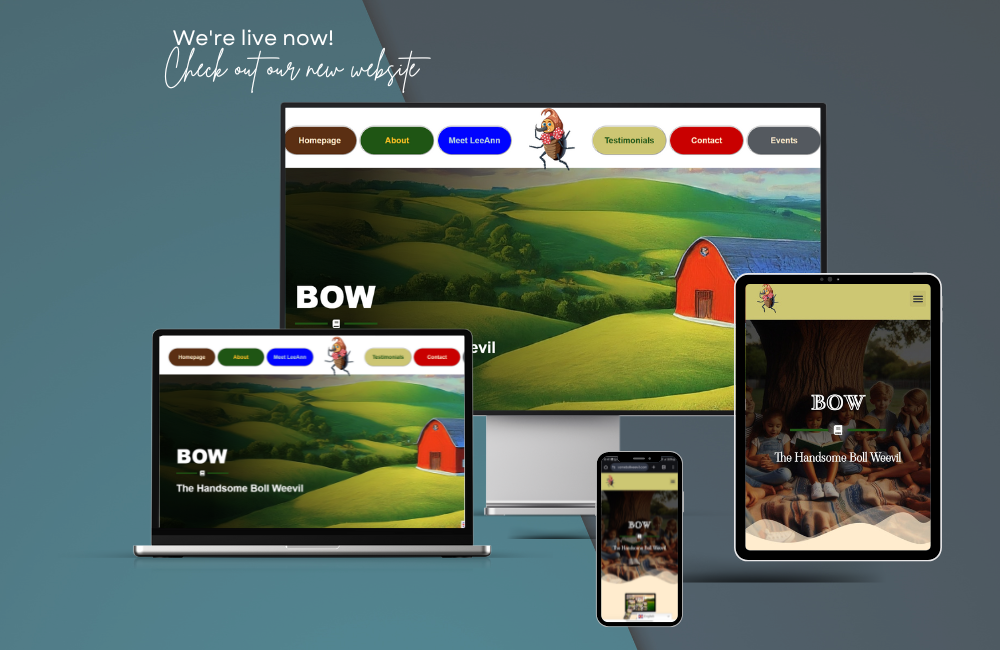 We're live now!
Check out our new website
Homepage
About
Meet LeeAnn
Testimonials
Contact
Events
BOW
evil
Homepage
About
Meet LeeAnn
Testimonials
Contact
BOW
The Handsome Boll Weevil
BOW
The Handsome Boll Weevil
BOW
The Handsome Boll Weevil